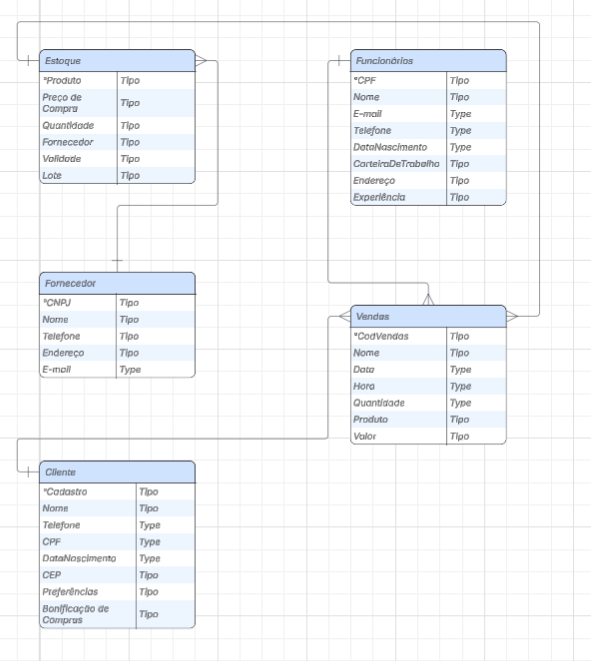 Estoque
*Produto Tipo
Preço de
Compra Tipo
Quantidade Tipo
Fornecedor Tipo
Validade Tipo
Lote Tipo
Funcionários
*CPF Tipo
Nome Tipo
E-mail Type
Telefone Type
DataNascimento Type
CarteiraDeTrabalho Tipo
Endereço Tipo
Experiência Tipo
Fornecedor
*CNPJ Tipo
Nome Tipo
Telefone Tipo
Endereço Tipo
E-mail Type
Vendas
*CodVendas Tipo
Nome Tipo
Data Type
Hora Type
Quantidade Type
Produto Tipo
Valor Tipo
Cliente
*Cadastro Tipo
Nome Tipo
Telefone Type
CPF Type
DataNascimento Type
CEP Tipo
Preferências Tipo
Bonificação de
Compras Tipo